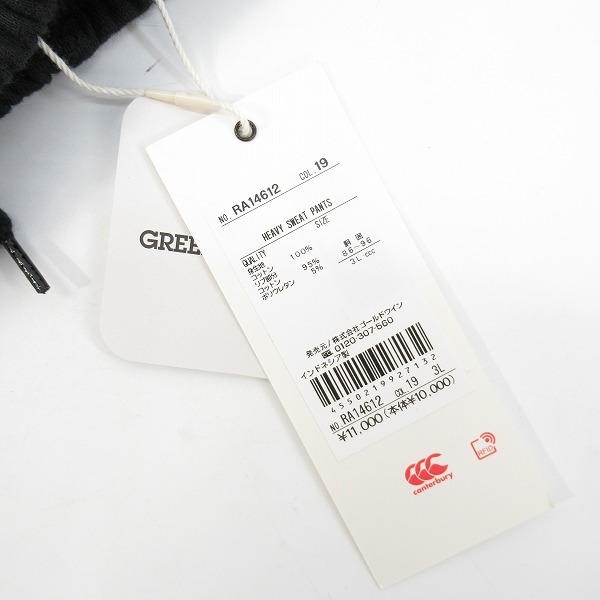 GREE
NO. RA14612 COL. 19
HEAVY SWEAT PANTS
QUALITY SIZE
身生地
コットン 100%
リブ部分
コットン 95%
ポリウレタン 5%
胴囲
86-96
3L.ccc
発売元/株式会社ゴールドウイン
0120-307-560
インドネシア製
4550219927132
NO. RA14612 COL. 19 3L
¥11,000(本体¥10,000)
CCC
canterbury
RFID